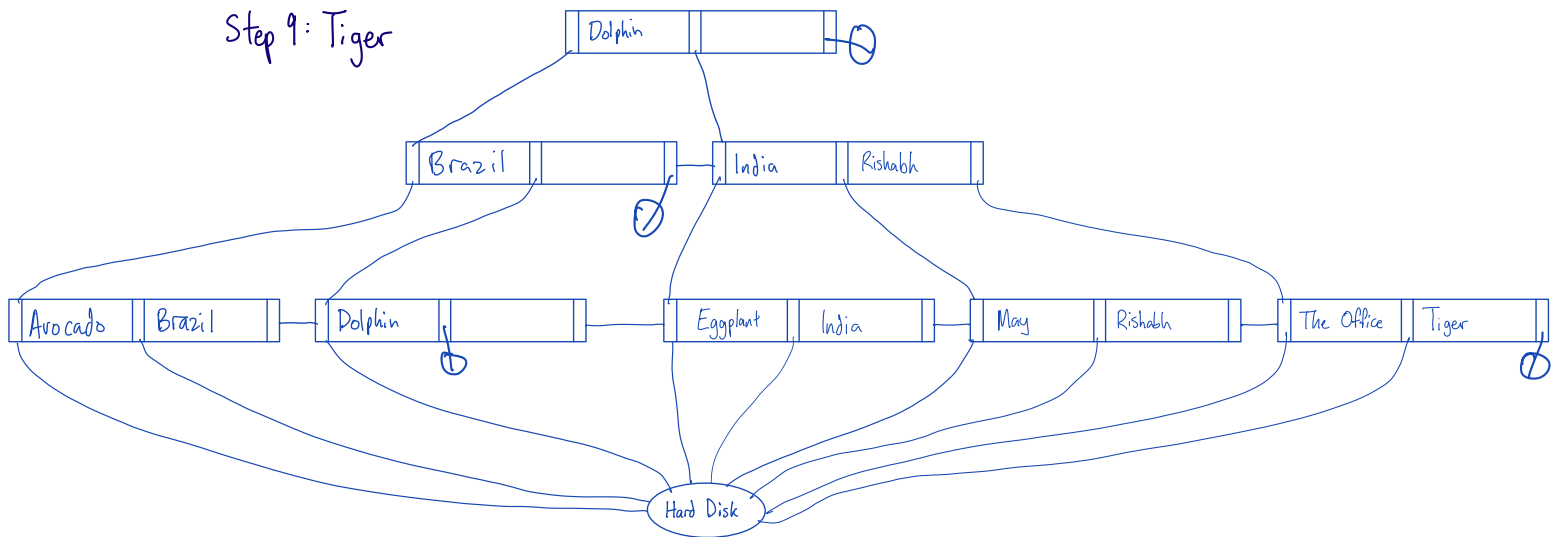 Step 9: Tiger
Dolphin
Brazil
India Rishabh
Avocado Brazil
Dolphin
Eggplant India
May Rishabh
The Office Tiger
Hard Disk